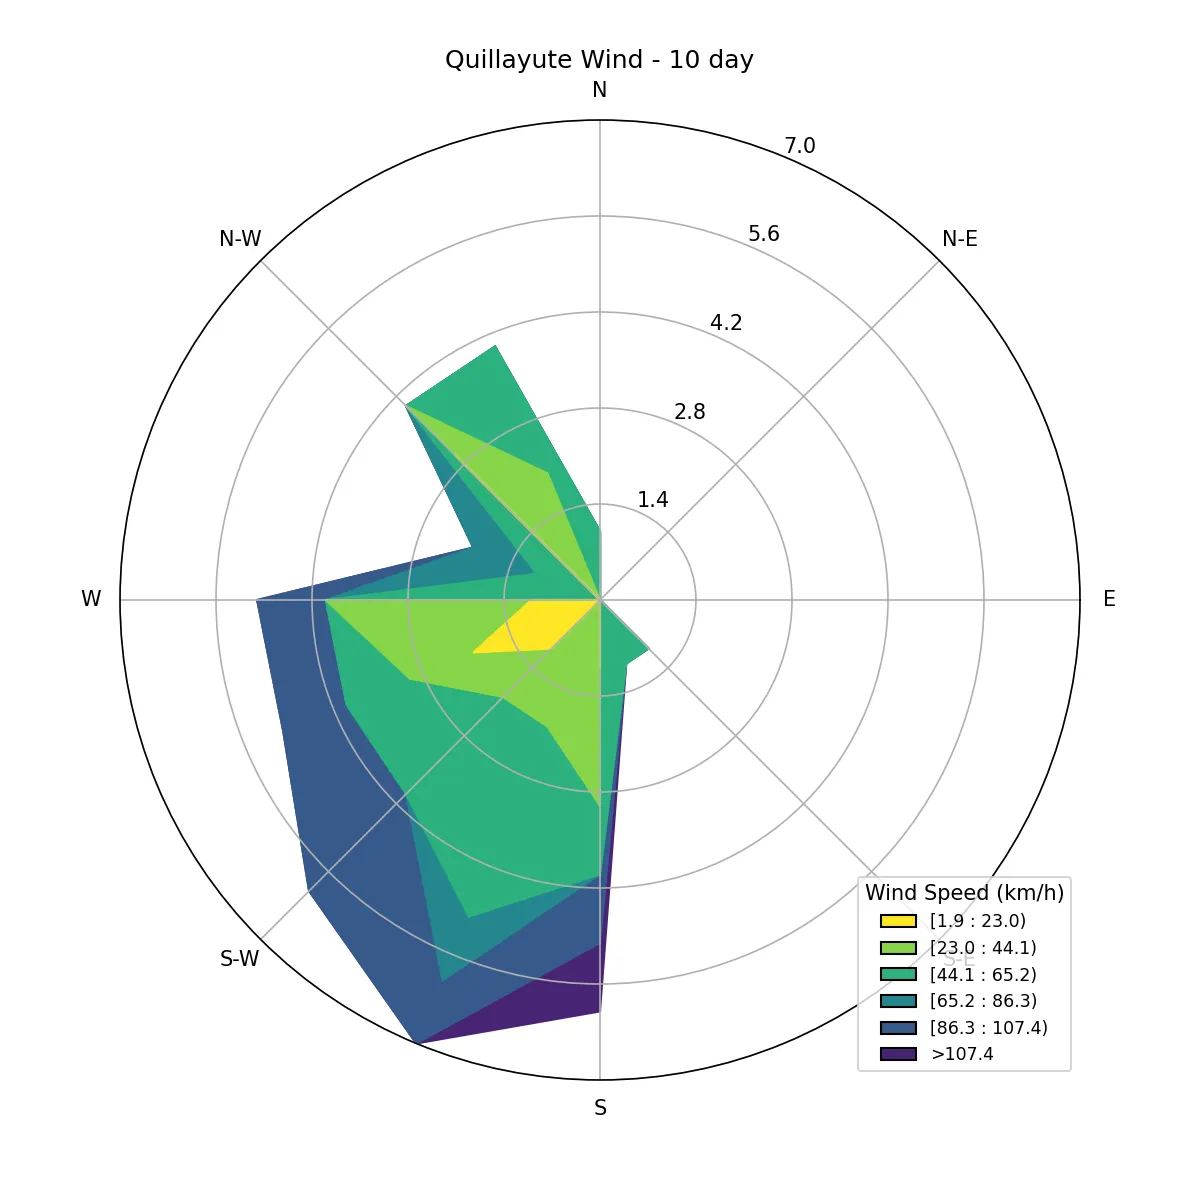 Quillayute Wind - 10 day
N
7.0
N-W
5.6
N-E
4.2
2.8
1.4
W
E
S-W
S-E
Wind Speed (km/h)
[1.9 : 23.0)
[23.0 : 44.1)
[44.1 : 65.2)
[65.2 : 86.3)
[86.3 : 107.4)
>107.4
S